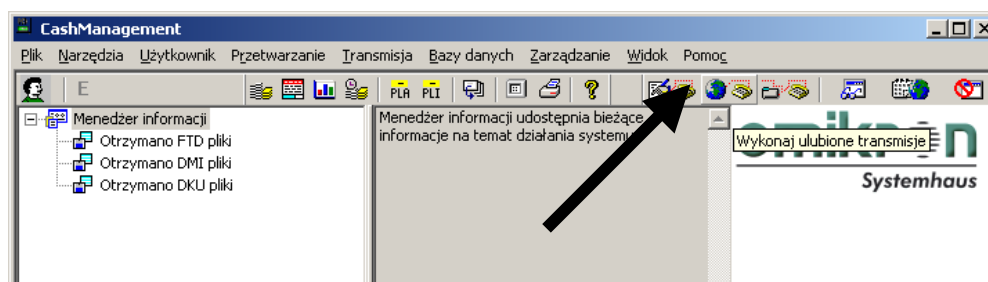 CashManagement
Plik Narzędzia Użytkownik Przetwarzanie Transmisja Bazy danych Zarządzanie Widok Pomoc
E PLA PLI
Menedżer informacji
Otrzymano FTD pliki
Otrzymano DMI pliki
Otrzymano DKU pliki
Menedżer informacji udostępnia bieżące
informacje na temat działania systemu
Wykonaj ulubione transmisje
Systemhaus